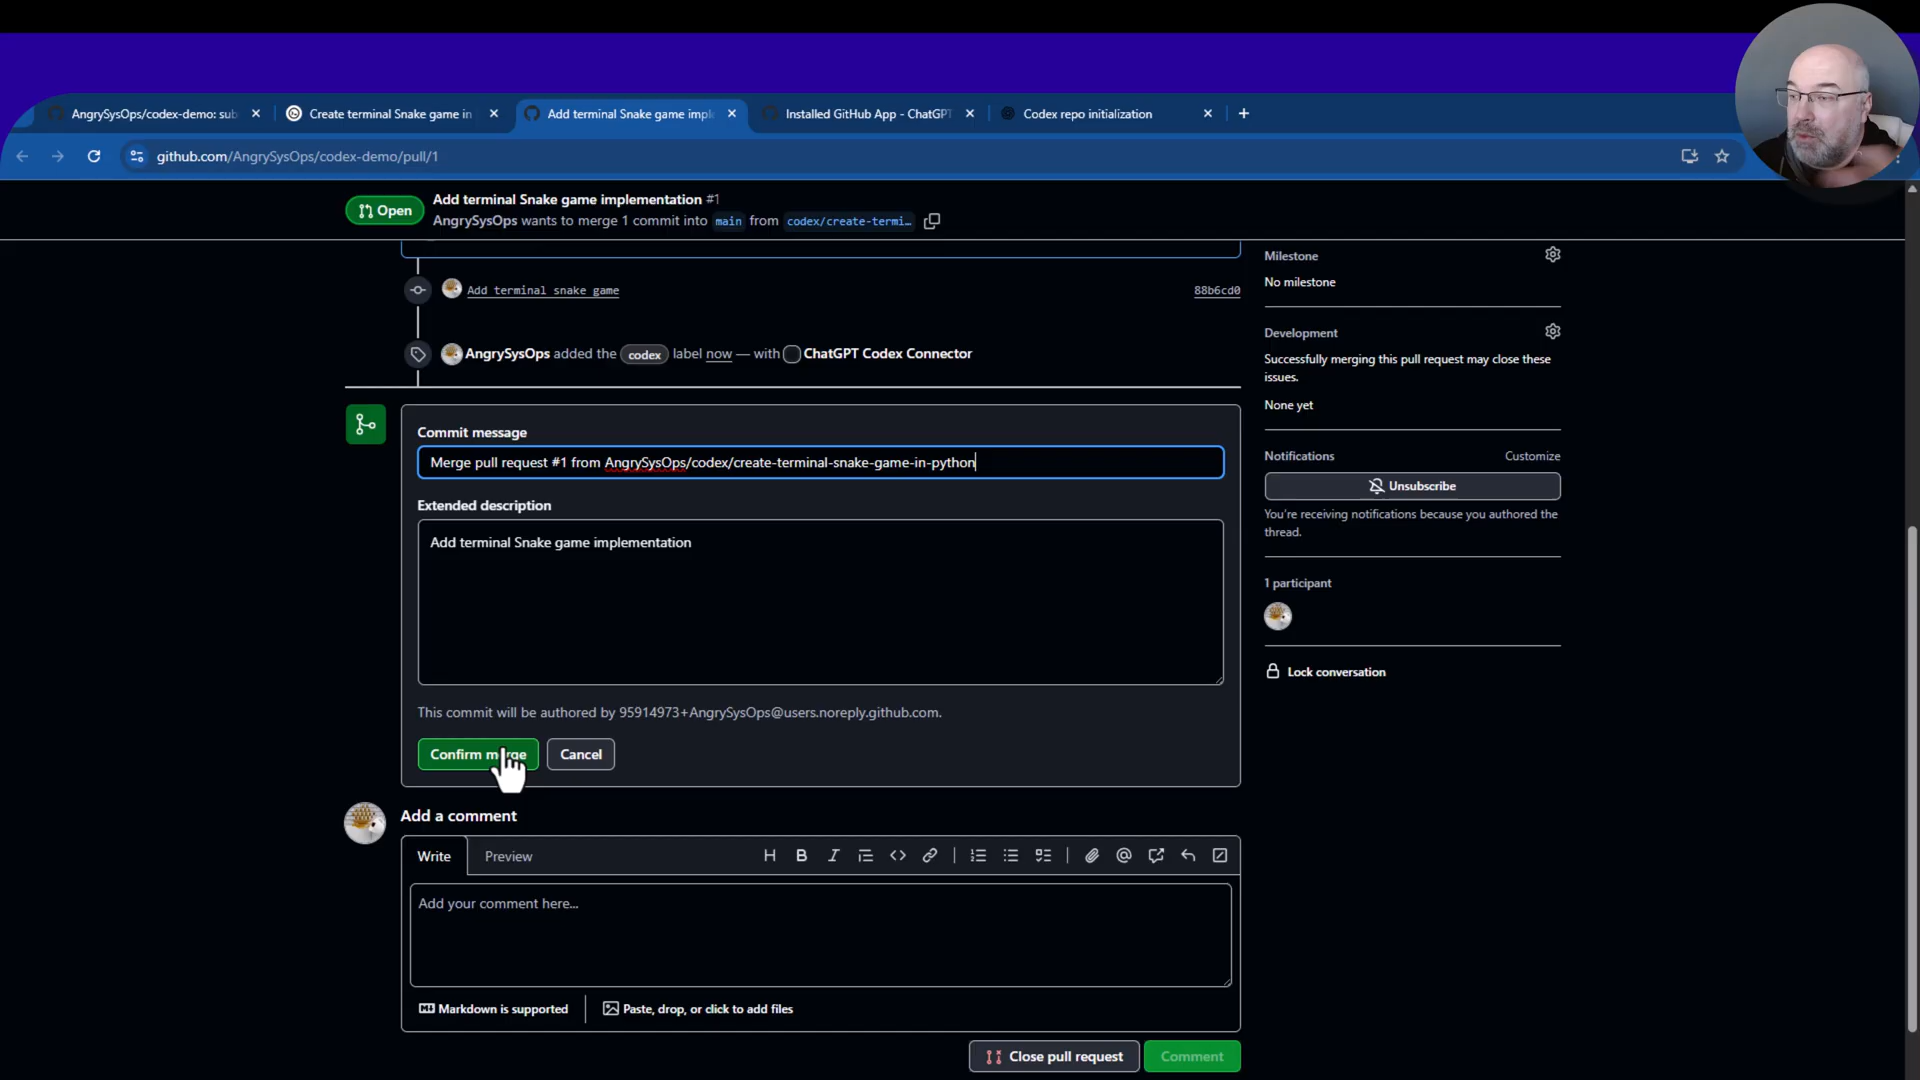 AngrySysOps/codex-demo: sub
Create terminal Snake game in
Add terminal Snake game impl
Installed GitHub App - ChatGPT
Codex repo initialization
github.com/AngrySysOps/codex-demo/pull/1
Open
Add terminal Snake game implementation #1
AngrySysOps wants to merge 1 commit into main from codex/create-termi…
Add terminal snake game
88b6cd0
AngrySysOps added the codex label now — with ChatGPT Codex Connector
Commit message
Merge pull request #1 from AngrySysOps/codex/create-terminal-snake-game-in-python
Extended description
Add terminal Snake game implementation
This commit will be authored by 95914973+AngrySysOps@users.noreply.github.com.
Confirm merge
Cancel
Add a comment
Write
Preview
Add your comment here...
Markdown is supported
Paste, drop, or click to add files
Close pull request
Comment
Milestone
No milestone
Development
Successfully merging this pull request may close these
issues.
None yet
Notifications
Customize
Unsubscribe
You're receiving notifications because you authored the
thread.
1 participant
Lock conversation